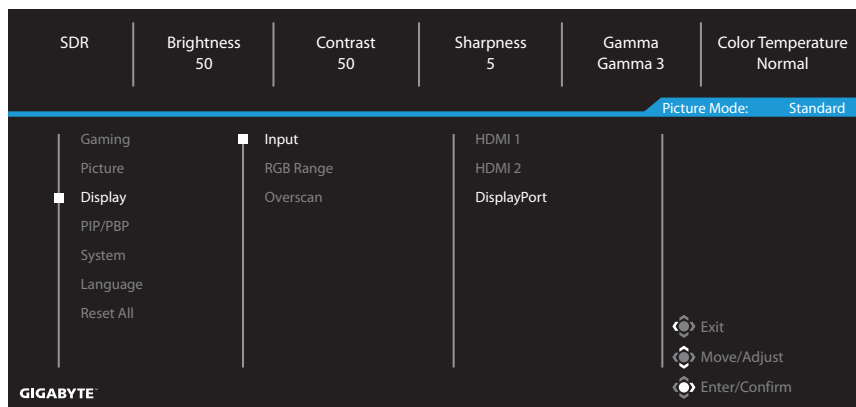 SDR Brightness Contrast Sharpness Gamma Color Temperature
50 50 5 Gamma 3 Normal
Picture Mode: Standard
Gaming Input HDMI 1
Picture RGB Range HDMI 2
Display Overscan DisplayPort
PIP/PBP
System
Language
Reset All
Exit
Move/Adjust
GIGABYTE™ Enter/Confirm